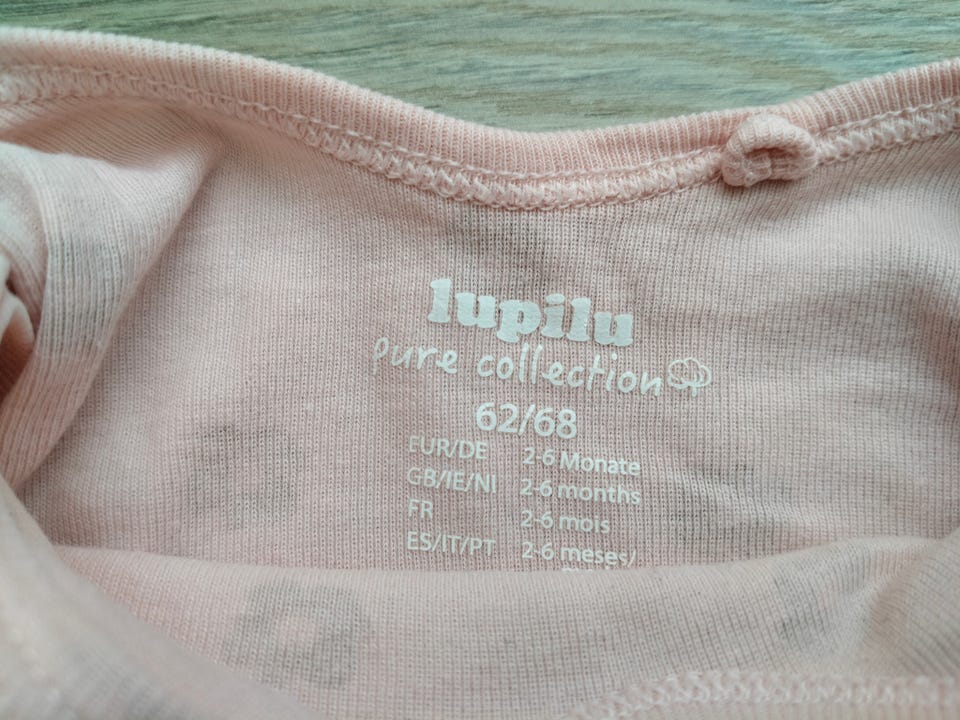 lupilu
pure collection
62/68
EUR/DE 2-6 Monate
GB/IE/NI 2-6 months
FR 2-6 mois
ES/IT/PT 2-6 meses/